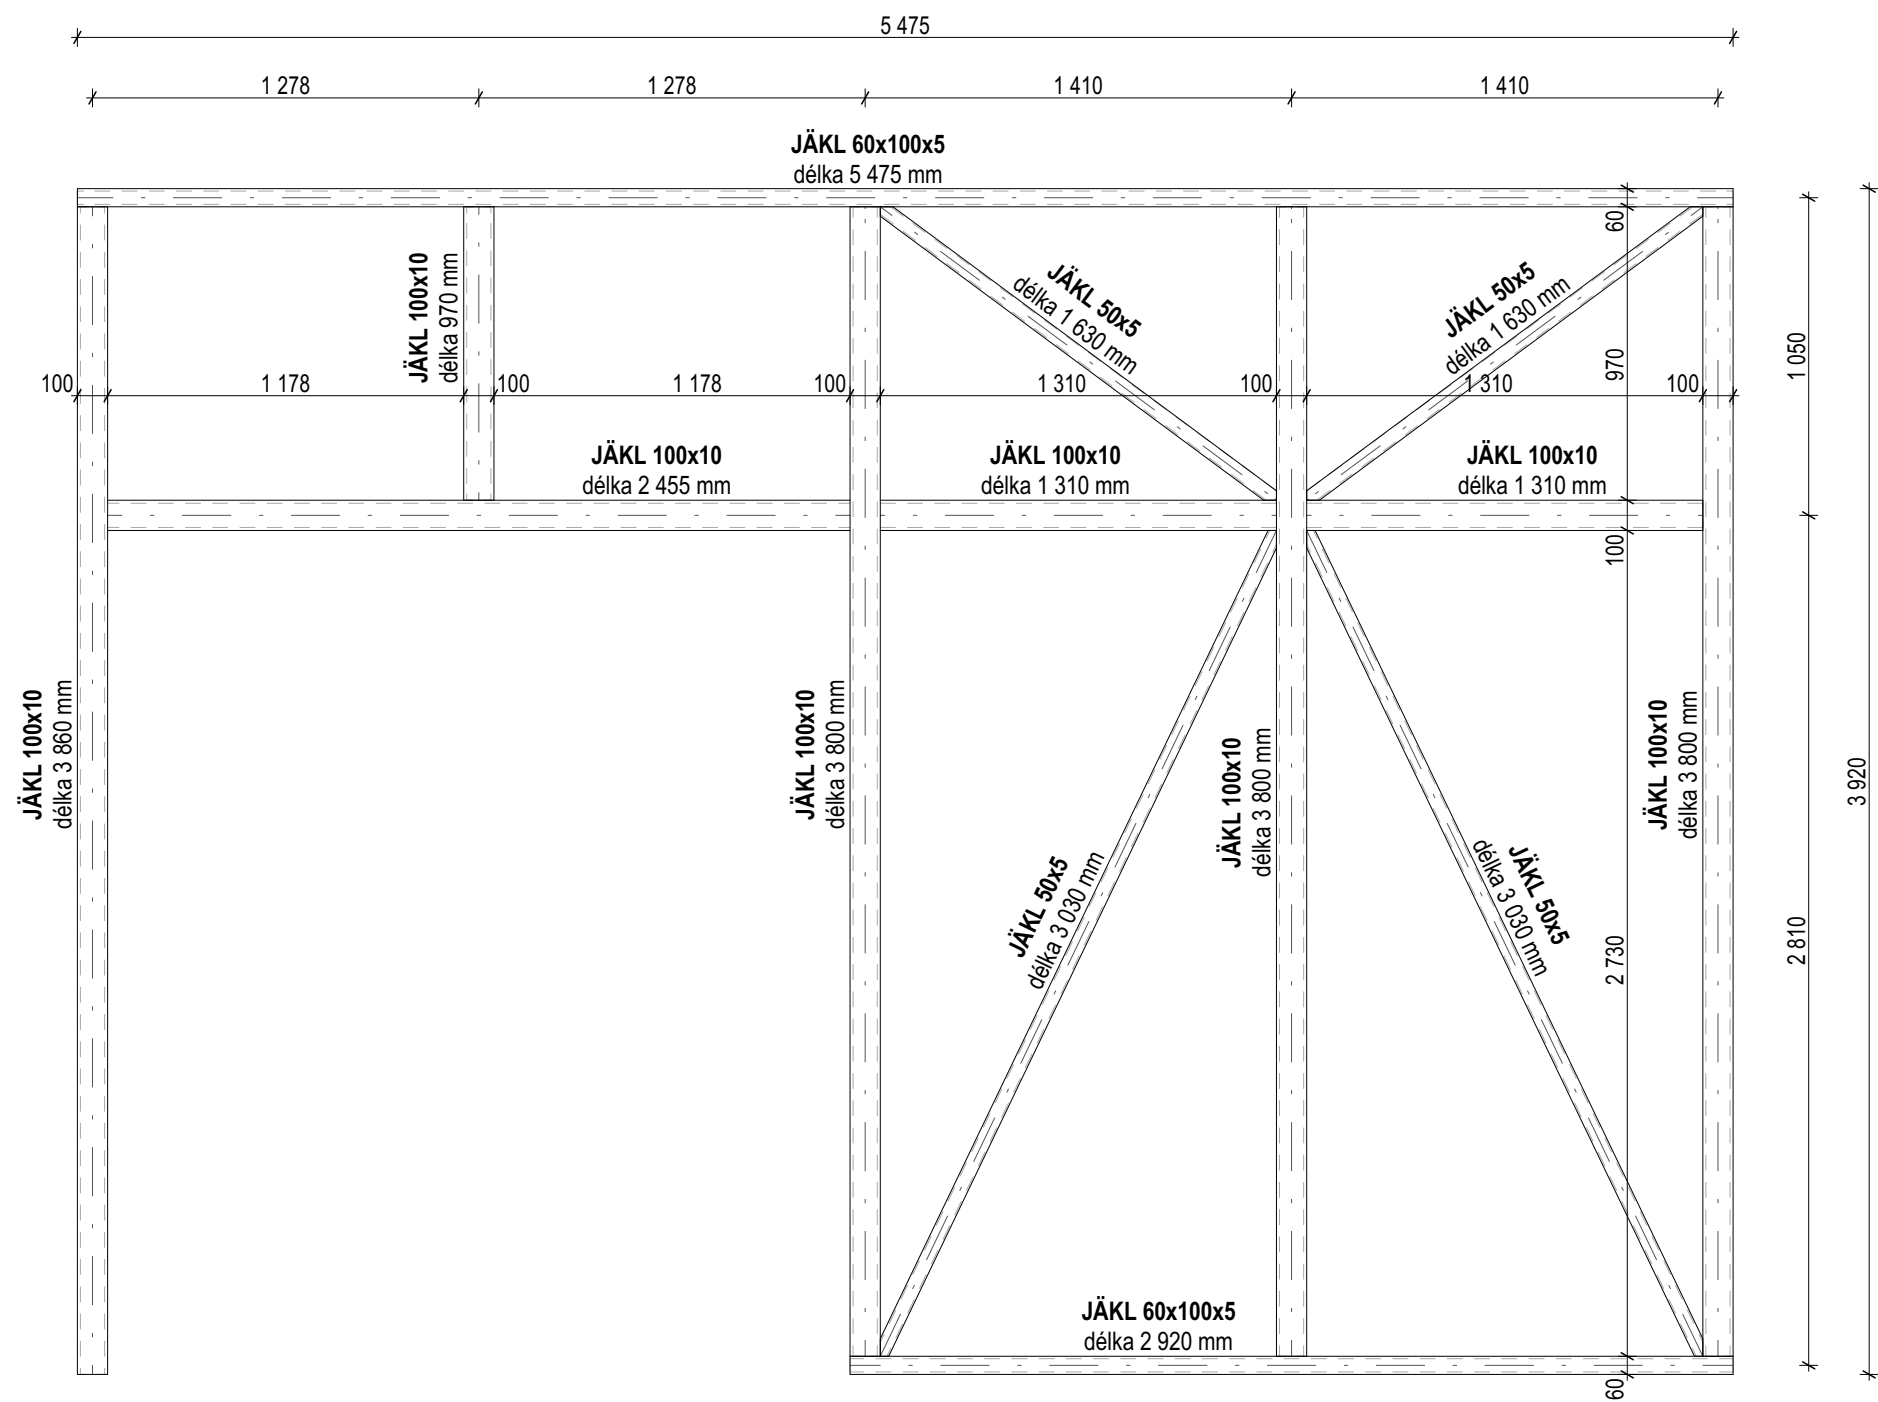 5 475
1 278
1 278
1 410
1 410
JÄKL 60x100x5
délka 5 475 mm
60
JÄKL 100x10
délka 970 mm
JÄKL 50x5
délka 1 630 mm
JÄKL 50x5
délka 1 630 mm
970
1 050
100
1 178
100
1 178
100
1 310
100
1 310
100
JÄKL 100x10
délka 2 455 mm
JÄKL 100x10
délka 1 310 mm
JÄKL 100x10
délka 1 310 mm
100
JÄKL 100x10
délka 3 860 mm
JÄKL 100x10
délka 3 800 mm
JÄKL 100x10
délka 3 800 mm
JÄKL 100x10
délka 3 800 mm
3 920
JÄKL 50x5
délka 3 030 mm
JÄKL 50x5
délka 3 030 mm
2 730
2 810
JÄKL 60x100x5
délka 2 920 mm
60